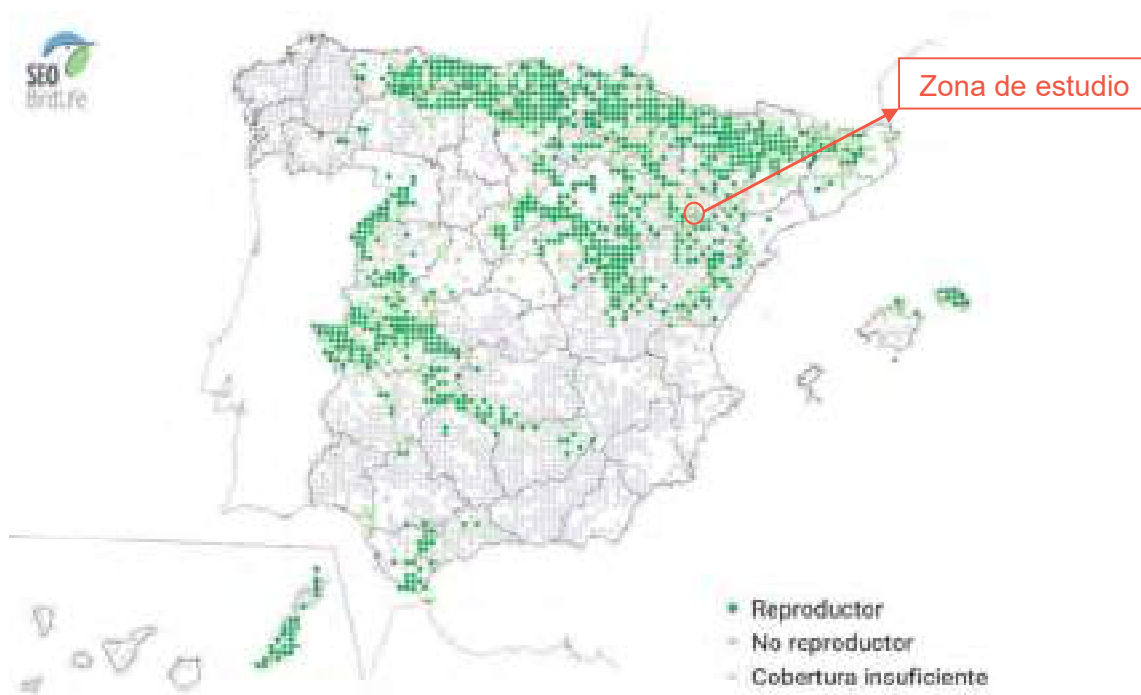 SEO
BirdLife
Zona de estudio
Reproductor
No reproductor
Cobertura insuficiente